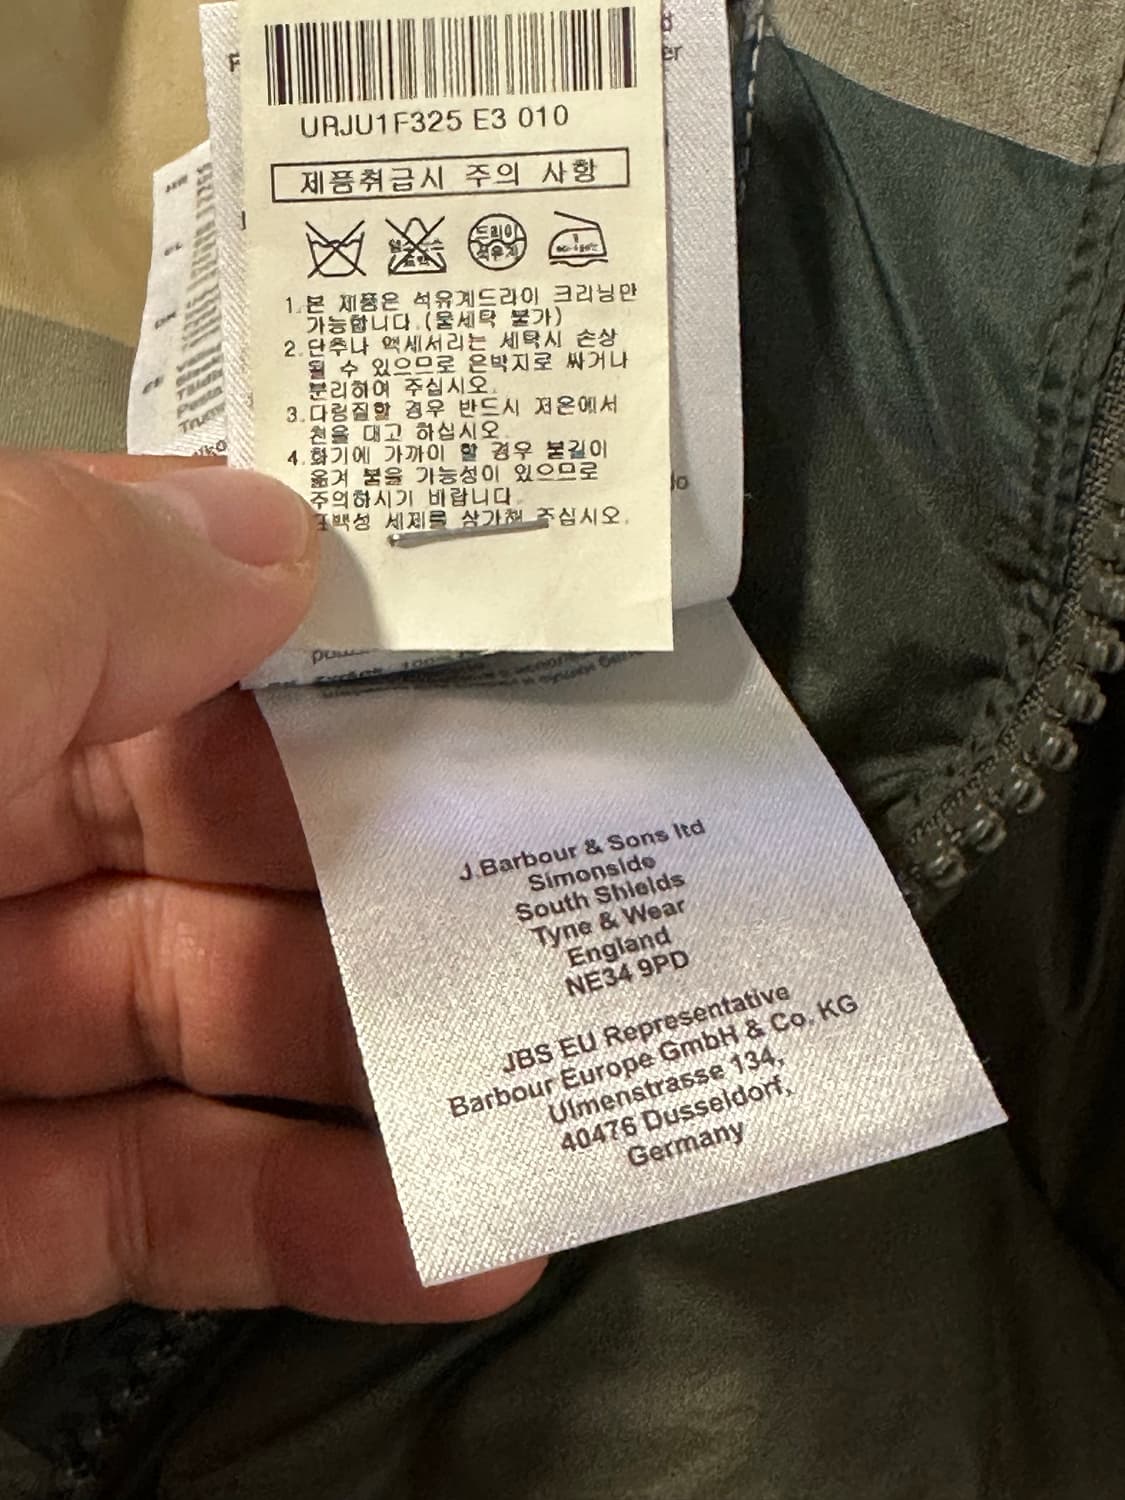 URJU1F325 E3 010
제품취급시 주의 사항
드라이
석유계
1.본 제품은 석유계드라이 크리닝만
가능합니다.(물세탁 불가)
2.단추나 액세서리는 세탁시 손상
될 수 있으므로 은박지로 싸거나
분리하여 주십시오.
3.다림질할 경우 반드시 저온에서
천을 대고 하십시오.
4.화기에 가까이 할 경우 불길이
옮겨 붙을 가능성이 있으므로
주의하시기 바랍니다.
표백성 세제를 삼가해 주십시오.
J.Barbour & Sons ltd
Simonside
South Shields
Tyne & Wear
England
NE34 9PD
JBS EU Representative
Barbour Europe GmbH & Co. KG
Ulmenstrasse 134,
40476 Dusseldorf,
Germany